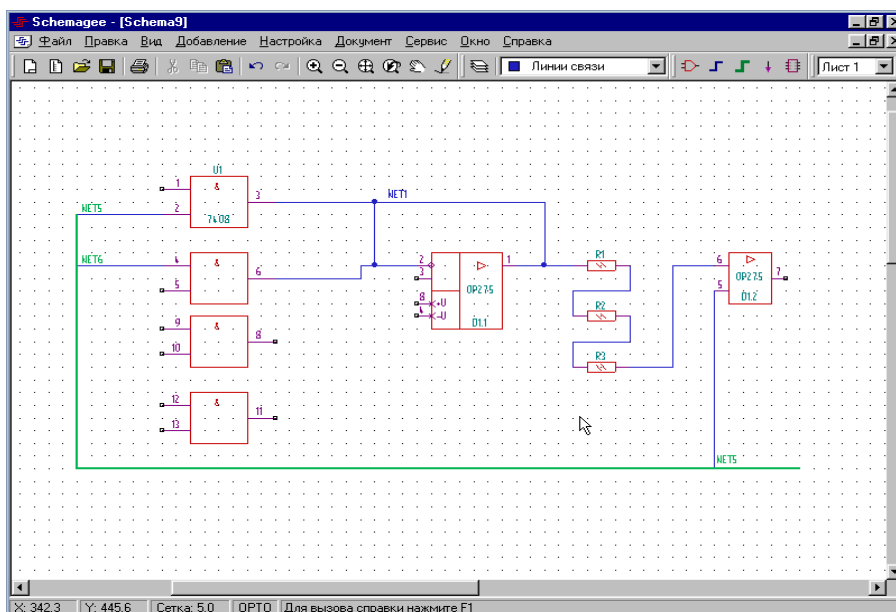 Schemagee - [Schema9]
Файл Правка Вид Добавление Настройка Документ Сервис Окно Справка
Линии связи Лист 1
U1
1 & 3 NET1
NET5 2 7408
R1
NET6 4 & 6 2 1 6 7
3 OP275 OP275
5 8 +U R2 5 D1.2
4 -U D1.1
9 & 8
10 R3
12 & 11
13
NET5
X: 342.3 Y: 445.6 Сетка: 5.0 ОРТО Для вызова справки нажмите F1